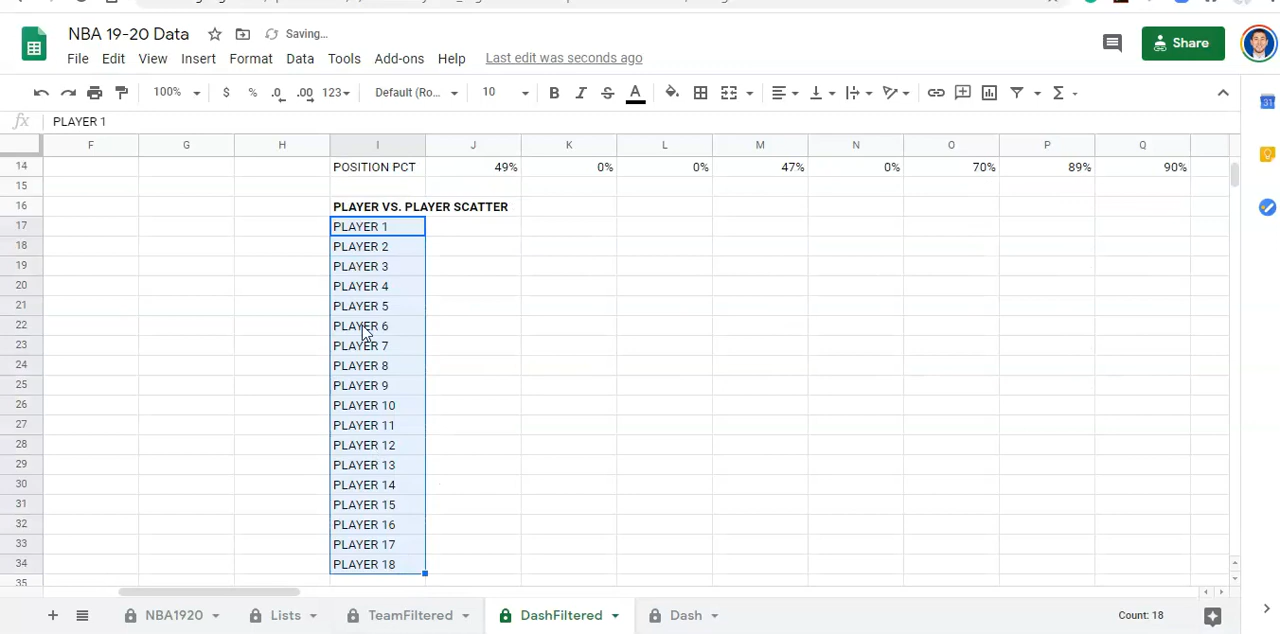 NBA 19-20 Data Saving...
File Edit View Insert Format Data Tools Add-ons Help Last edit was seconds ago
Share
100% $ % .0 .00 123 Default (Ro... 10 B I S A
fx PLAYER 1
F G H I J K L M N O P Q
14 POSITION PCT 49% 0% 0% 47% 0% 70% 89% 90%
15
16 PLAYER VS. PLAYER SCATTER
17 PLAYER 1
18 PLAYER 2
19 PLAYER 3
20 PLAYER 4
21 PLAYER 5
22 PLAYER 6
23 PLAYER 7
24 PLAYER 8
25 PLAYER 9
26 PLAYER 10
27 PLAYER 11
28 PLAYER 12
29 PLAYER 13
30 PLAYER 14
31 PLAYER 15
32 PLAYER 16
33 PLAYER 17
34 PLAYER 18
35
NBA1920 Lists TeamFiltered DashFiltered Dash Count: 18